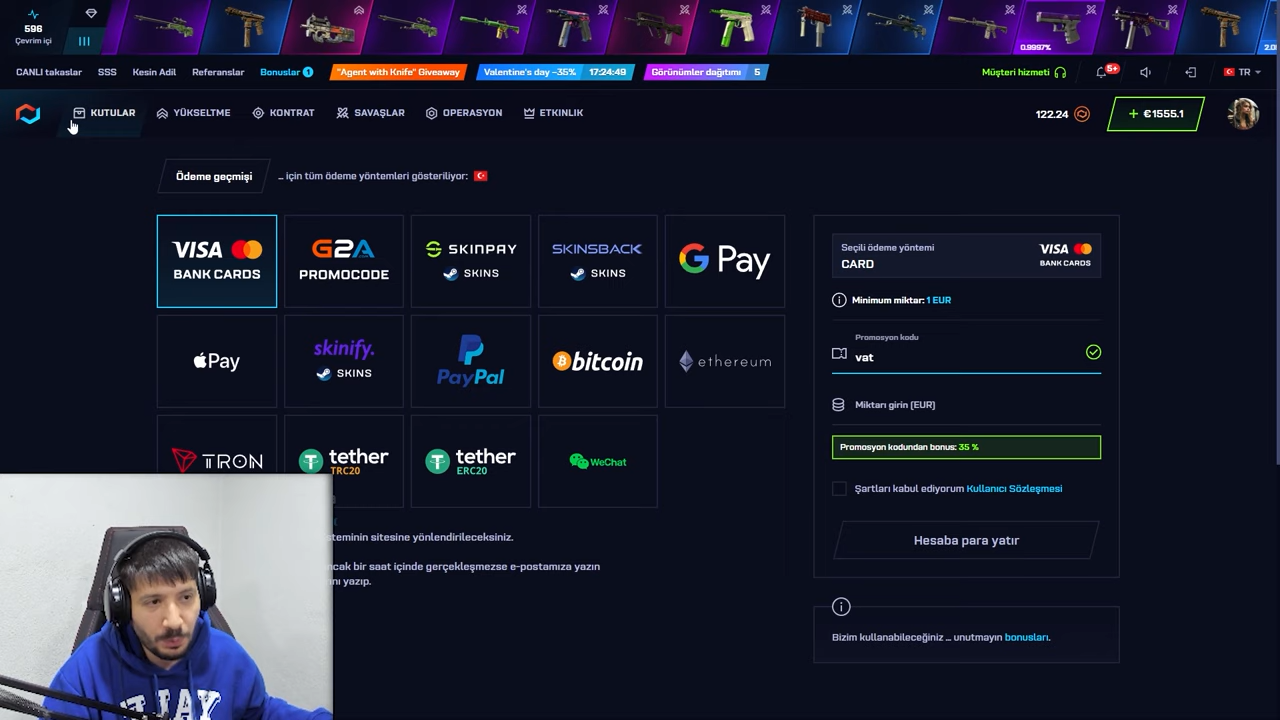 596
Çevrim içi
0.9997%
2.0
CANLI takaslar
SSS
Kesin Adil
Referanslar
Bonuslar 1
"Agent with Knife" Giveaway
Valentine's day -35% 17:24:49
Görünümler dağıtımı 5
Müşteri hizmeti
5+
TR
KUTULAR
YÜKSELTME
KONTRAT
SAVAŞLAR
OPERASYON
ETKINLIK
122.24
+ €1555.1
Ödeme geçmişi
... için tüm ödeme yöntemleri gösteriliyor:
VISA
BANK CARDS
G2A
PROMOCODE
SKINPAY
SKINS
SKINSBACK
SKINS
G Pay
Pay
skinify.
SKINS
PayPal
bitcoin
ethereum
TRON
tether
TRC20
tether
ERC20
WeChat
steminin sitesine yönlendirileceksiniz.
ncak bir saat içinde gerçekleşmezse e-postamıza yazın
nı yazıp.
Seçili ödeme yöntemi
CARD
VISA
BANK CARDS
Minimum miktar: 1 EUR
Promosyon kodu
vat
Miktarı girin (EUR)
Promosyon kodundan bonus: 35 %
Şartları kabul ediyorum Kullanıcı Sözleşmesi
Hesaba para yatır
Bizim kullanabileceğiniz ... unutmayın bonusları.